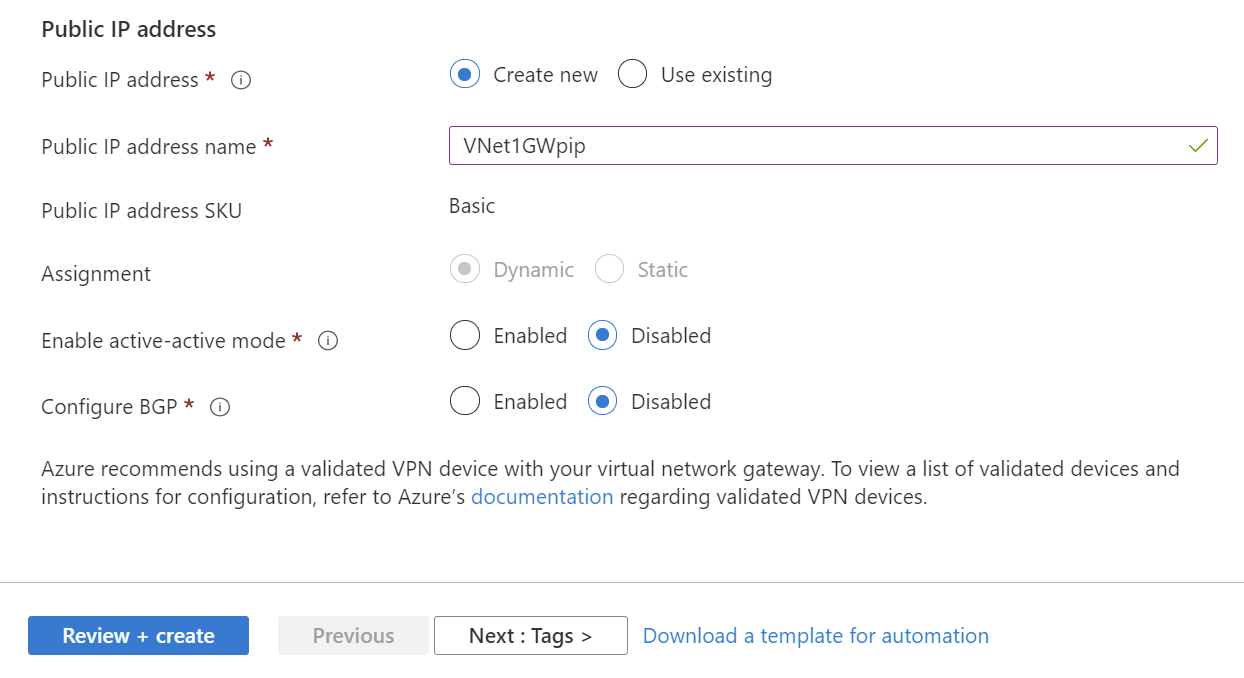 Public IP address
Public IP address * ⓘ Create new Use existing
Public IP address name * VNet1GWpip
Public IP address SKU Basic
Assignment Dynamic Static
Enable active-active mode * ⓘ Enabled Disabled
Configure BGP * ⓘ Enabled Disabled
Azure recommends using a validated VPN device with your virtual network gateway. To view a list of validated devices and
instructions for configuration, refer to Azure's documentation regarding validated VPN devices.
Review + create Previous Next : Tags > Download a template for automation